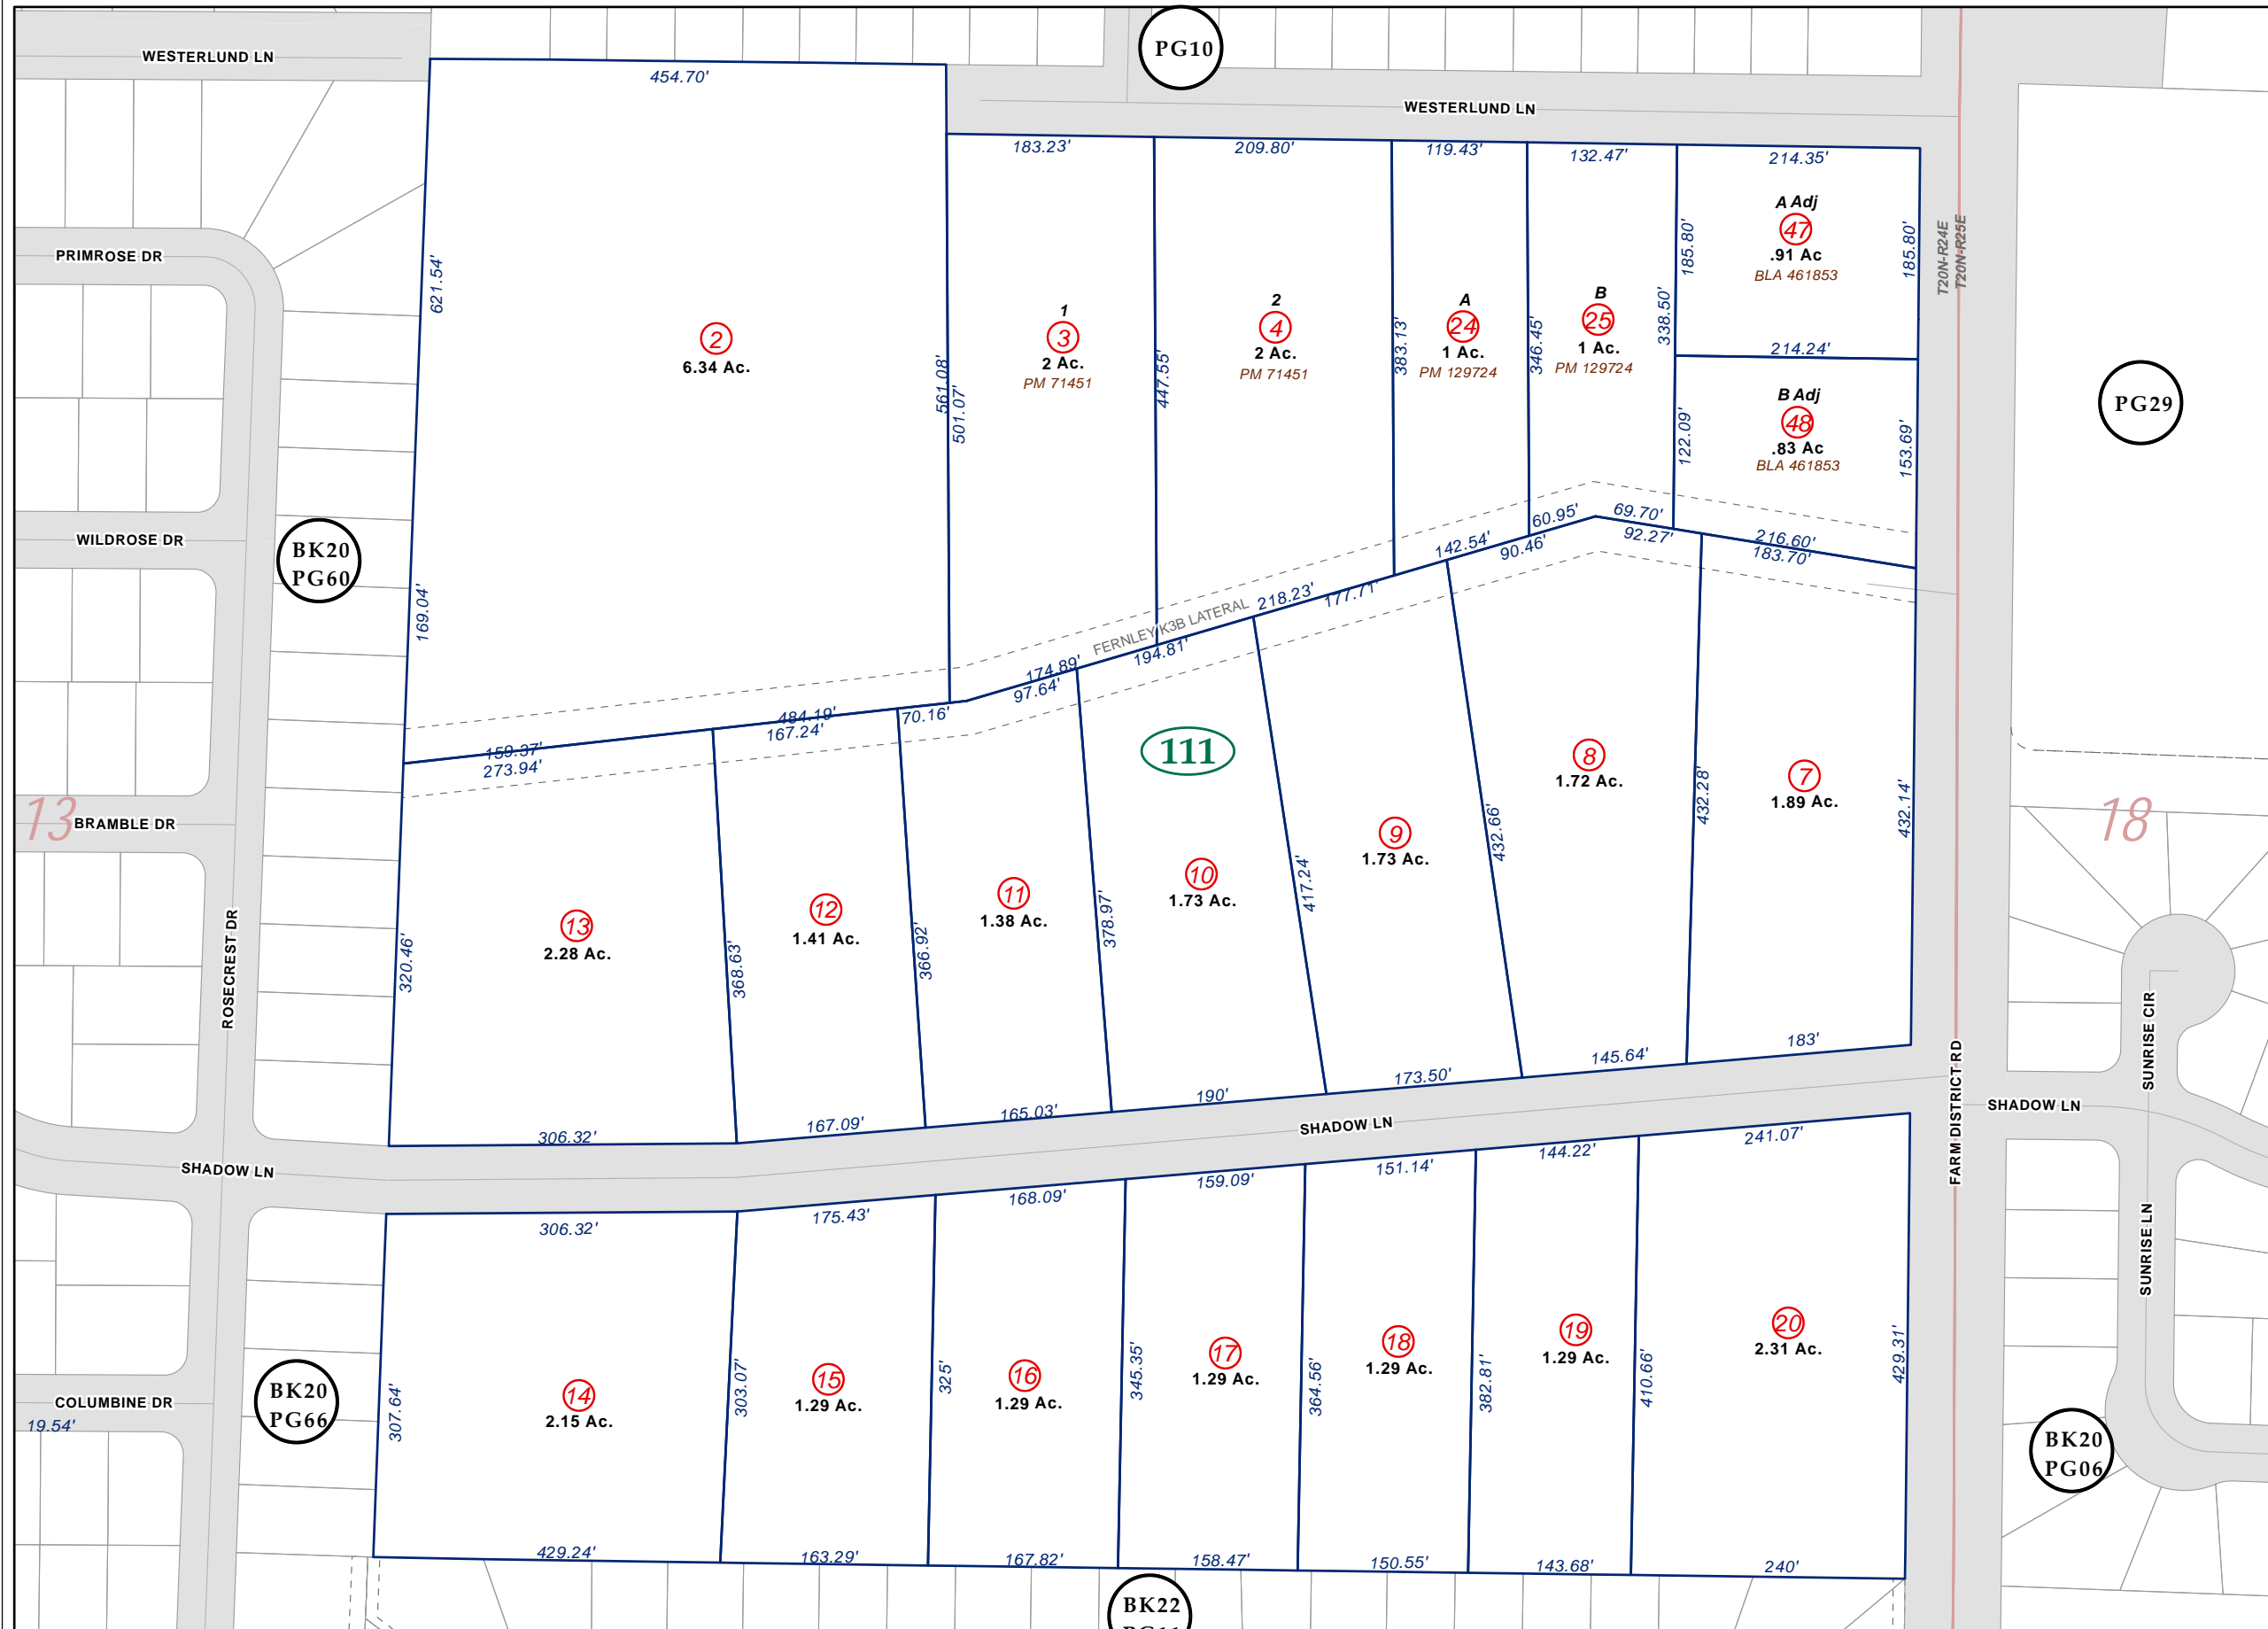 WESTERLUND LN
PG10
454.70'
WESTERLUND LN
183.23'
209.80'
119.43'
132.47'
214.35'
A Adj
47
.91 Ac
BLA 461853
185.80'
185.80'
T20N-R24E
T20N-R25E
PRIMROSE DR
621.54'
2
6.34 Ac.
561.08'
501.07'
1
3
2 Ac.
PM 71451
447.55'
2
4
2 Ac.
PM 71451
383.13'
A
24
1 Ac.
PM 129724
346.45'
B
25
1 Ac.
PM 129724
338.50'
214.24'
B Adj
48
.83 Ac
BLA 461853
122.09'
153.69'
PG29
WILDROSE DR
BK20
PG60
169.04'
60.95'
69.70'
92.27'
216.60'
183.70'
142.54'
90.46'
218.23'
177.71'
FERNLEY K3B LATERAL
194.81'
174.89'
97.64'
484.19'
167.24'
70.16'
159.37'
273.94'
111
13
BRAMBLE DR
18
8
1.72 Ac.
432.28'
7
1.89 Ac.
432.14'
9
1.73 Ac.
432.66'
10
1.73 Ac.
417.24'
11
1.38 Ac.
378.97'
12
1.41 Ac.
366.92'
13
2.28 Ac.
368.63'
320.46'
ROSECREST DR
306.32'
167.09'
165.03'
190'
173.50'
145.64'
183'
SHADOW LN
SHADOW LN
SHADOW LN
FARM DISTRICT RD
SUNRISE CIR
SUNRISE LN
306.32'
175.43'
168.09'
159.09'
151.14'
144.22'
241.07'
307.64'
14
2.15 Ac.
303.07'
15
1.29 Ac.
325'
16
1.29 Ac.
345.35'
17
1.29 Ac.
364.56'
18
1.29 Ac.
382.81'
19
1.29 Ac.
410.66'
20
2.31 Ac.
429.31'
BK20
PG66
COLUMBINE DR
19.54'
BK20
PG06
429.24'
163.29'
167.82'
158.47'
150.55'
143.68'
240'
BK22